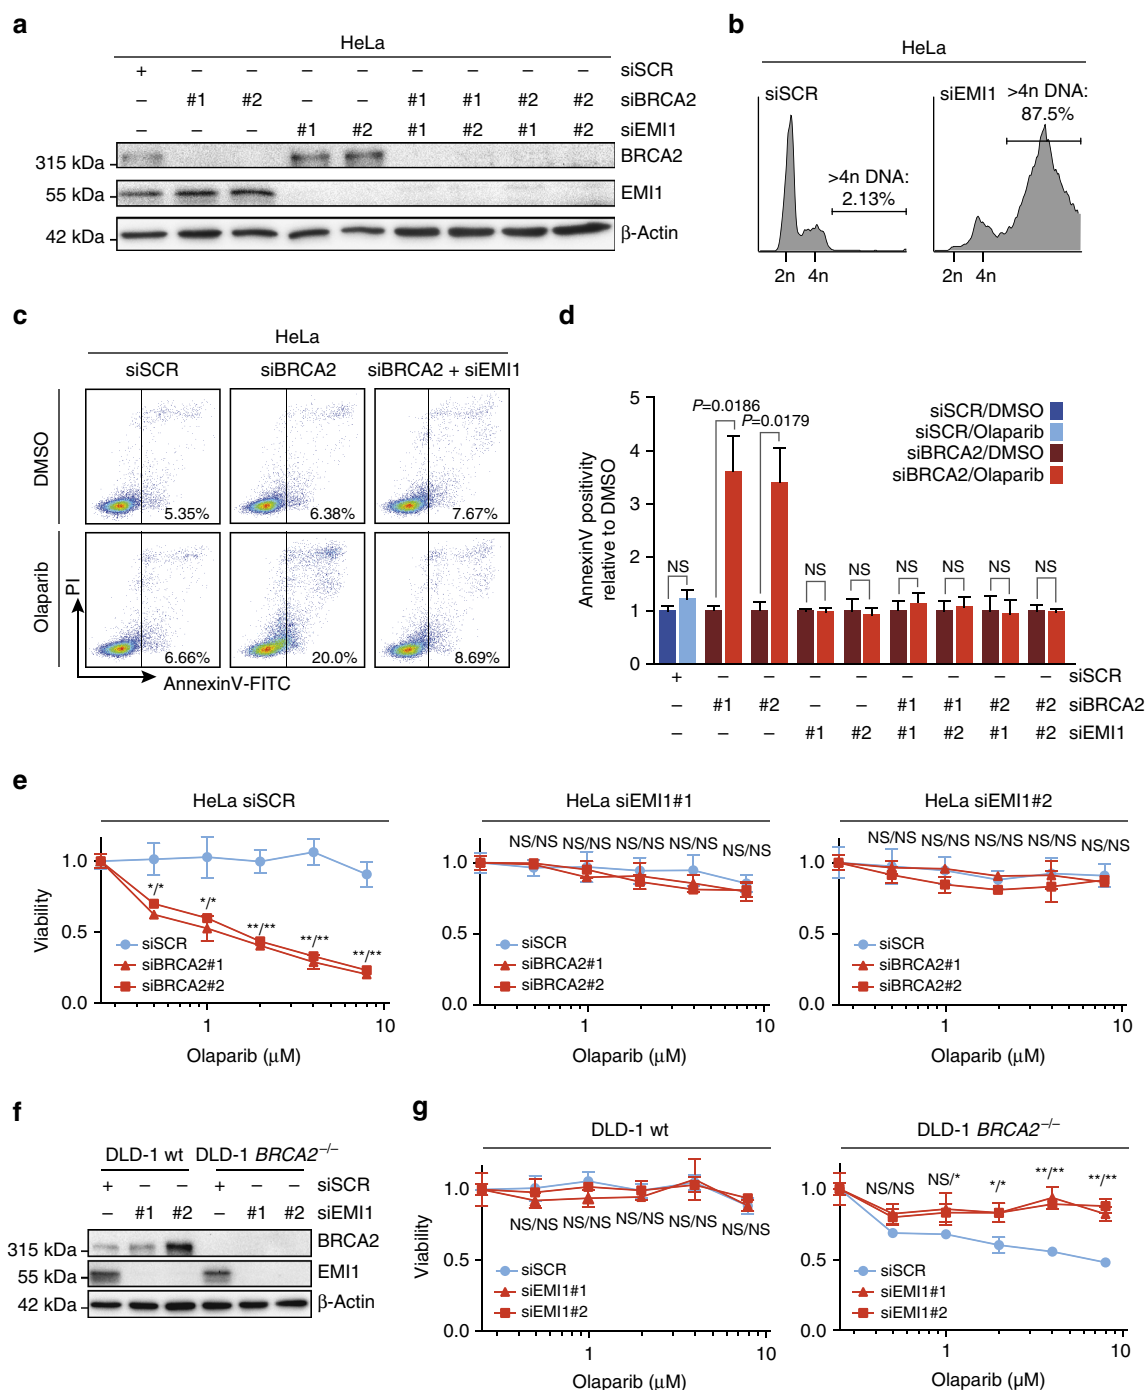 a
HeLa
+ – – – – – – – – siSCR
– #1 #2 – – #1 #1 #2 #2 siBRCA2
– – – #1 #2 #1 #2 #1 #2 siEMI1
315 kDa BRCA2
55 kDa EMI1
42 kDa β-Actin
b
HeLa
siSCR
>4n DNA:
2.13%
2n 4n
siEMI1
>4n DNA:
87.5%
2n 4n
c
HeLa
siSCR siBRCA2 siBRCA2 + siEMI1
DMSO
5.35% 6.38% 7.67%
Olaparib
6.66% 20.0% 8.69%
PI
AnnexinV-FITC
d
AnnexinV positivity
relative to DMSO
5
4
3
2
1
0
P=0.0186
P=0.0179
NS NS NS NS NS NS NS
siSCR/DMSO
siSCR/Olaparib
siBRCA2/DMSO
siBRCA2/Olaparib
+ – – – – – – – – siSCR
– #1 #2 – – #1 #1 #2 #2 siBRCA2
– – – #1 #2 #1 #2 #1 #2 siEMI1
e
HeLa siSCR
Viability
1.0
0.5
0.0
*/* */* **/** **/** **/**
siSCR
siBRCA2#1
siBRCA2#2
1 10
Olaparib (μM)
HeLa siEMI1#1
1.0
0.5
0.0
NS/NS NS/NS NS/NS NS/NS NS/NS
siSCR
siBRCA2#1
siBRCA2#2
1 10
Olaparib (μM)
HeLa siEMI1#2
1.0
0.5
0.0
NS/NS NS/NS NS/NS NS/NS NS/NS
siSCR
siBRCA2#1
siBRCA2#2
1 10
Olaparib (μM)
f
DLD-1 wt DLD-1 BRCA2−/−
+ – – + – – siSCR
– #1 #2 – #1 #2 siEMI1
315 kDa BRCA2
55 kDa EMI1
42 kDa β-Actin
g
DLD-1 wt
Viability
1.0
0.5
0.0
NS/NS NS/NS NS/NS NS/NS NS/NS
siSCR
siEMI1#1
siEMI1#2
1 10
Olaparib (μM)
DLD-1 BRCA2−/−
1.0
0.5
0.0
NS/NS NS/* */* **/** **/**
siSCR
siEMI1#1
siEMI1#2
1 10
Olaparib (μM)